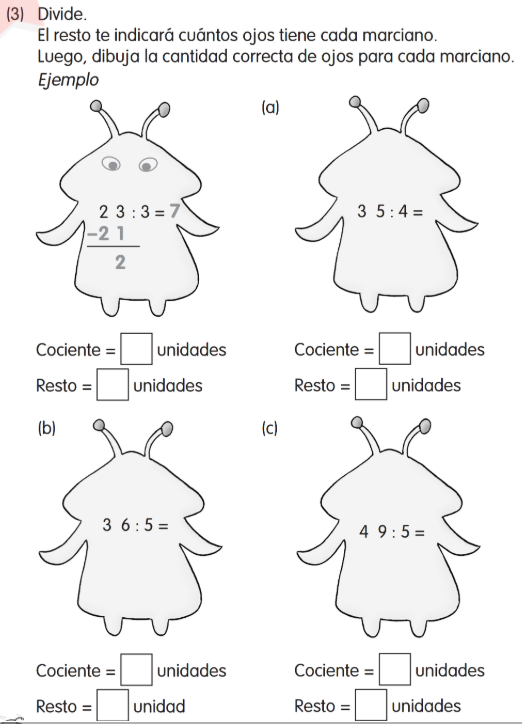 (3) Divide.
El resto te indicará cuántos ojos tiene cada marciano.
Luego, dibuja la cantidad correcta de ojos para cada marciano.
Ejemplo
2 3 : 3 = 7
−2 1
2
Cociente = unidades
Resto = unidades
(a)
3 5 : 4 =
Cociente = unidades
Resto = unidades
(b)
3 6 : 5 =
Cociente = unidades
Resto = unidad
(c)
4 9 : 5 =
Cociente = unidades
Resto = unidades